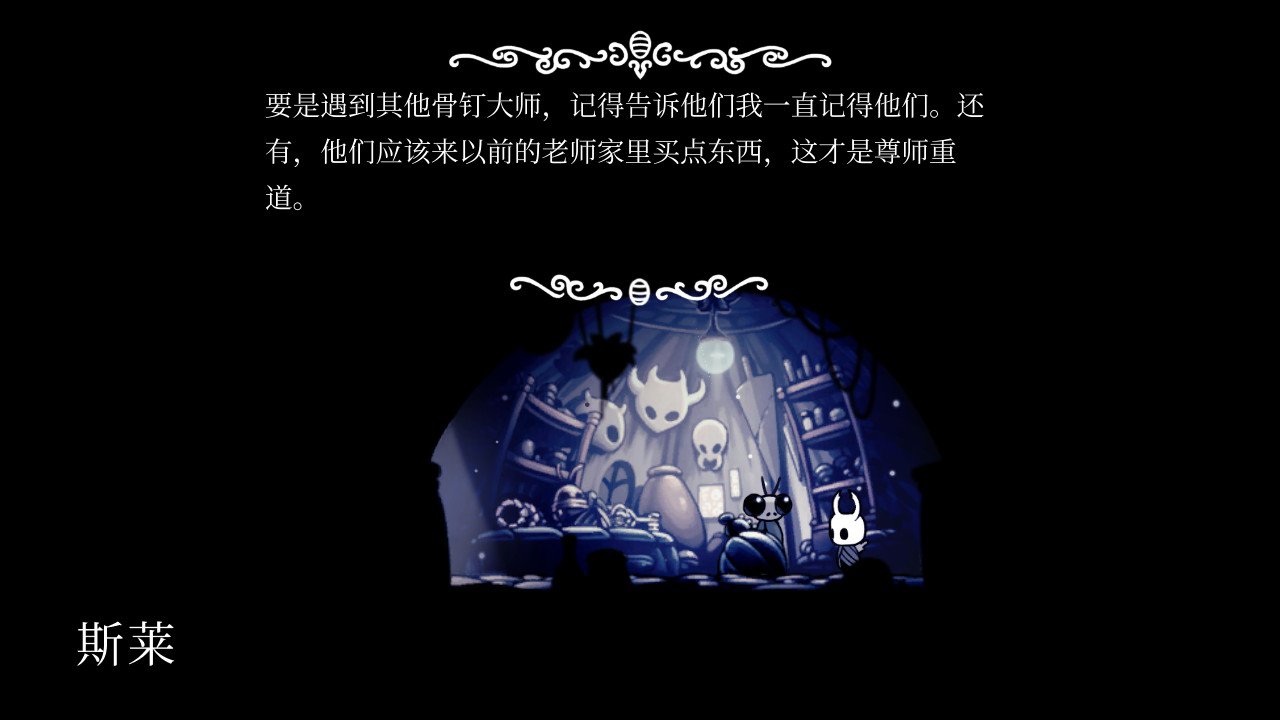 要是遇到其他骨钉大师，记得告诉他们我一直记得他们。还
有，他们应该来以前的老师家里买点东西，这才是尊师重
道。
斯莱